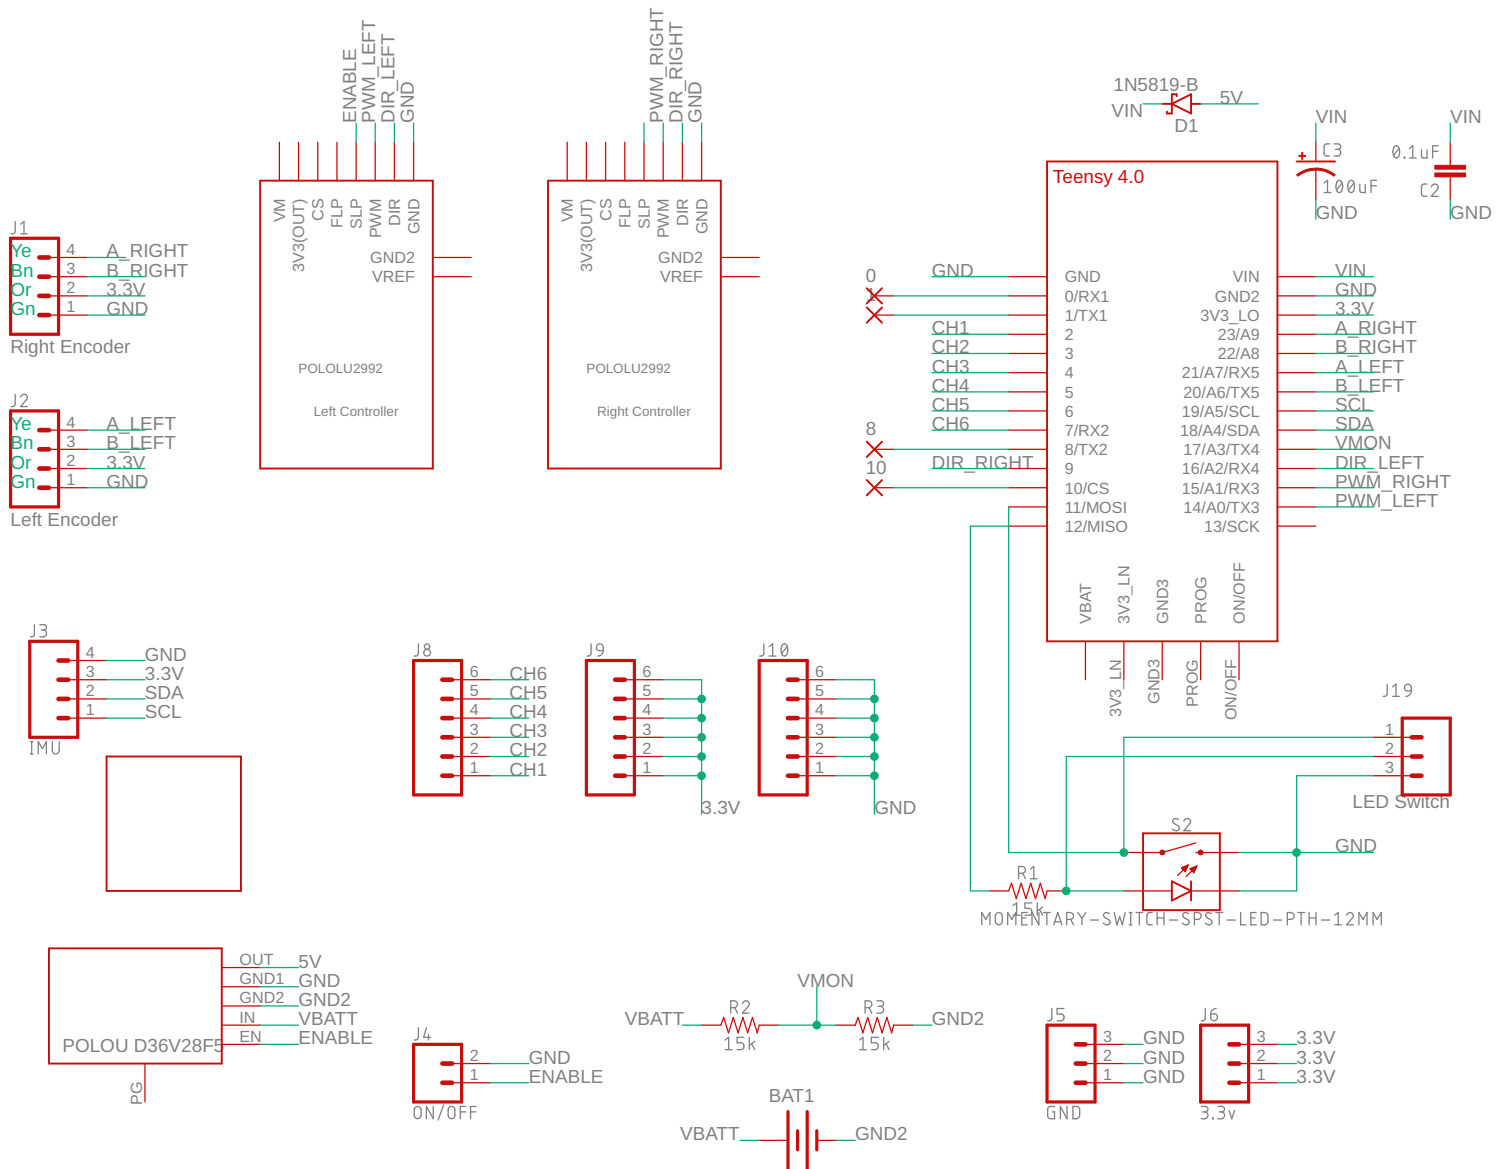 ENABLE
PWM_LEFT
DIR_LEFT
GND
VM
3V3(OUT)
CS
FLP
SLP
PWM
DIR
GND
GND2
VREF
POLOLU2992
Left Controller
PWM_RIGHT
DIR_RIGHT
GND
VM
3V3(OUT)
CS
FLP
SLP
PWM
DIR
GND
GND2
VREF
POLOLU2992
Right Controller
1N5819-B
VIN
5V
D1
VIN
C3
100uF
GND
VIN
0.1uF
C2
GND
J1
Ye 4 A_RIGHT
Bn 3 B_RIGHT
Or 2 3.3V
Gn 1 GND
Right Encoder
J2
Ye 4 A_LEFT
Bn 3 B_LEFT
Or 2 3.3V
Gn 1 GND
Left Encoder
Teensy 4.0
GND GND VIN VIN
0 0/RX1 GND2 GND
1 1/TX1 3V3_LO 3.3V
CH1 2 23/A9 A_RIGHT
CH2 3 22/A8 B_RIGHT
CH3 4 21/A7/RX5 A_LEFT
CH4 5 20/A6/TX5 B_LEFT
CH5 6 19/A5/SCL SCL
CH6 7/RX2 18/A4/SDA SDA
8 8/TX2 17/A3/TX4 VMON
DIR_RIGHT 9 16/A2/RX4 DIR_LEFT
10 10/CS 15/A1/RX3 PWM_RIGHT
11/MOSI 14/A0/TX3 PWM_LEFT
12/MISO 13/SCK
VBAT
3V3_LN
GND3
PROG
ON/OFF
3V3_LN
GND3
PROG
ON/OFF
J3
4 GND
3 3.3V
2 SDA
1 SCL
IMU
J8
6 CH6
5 CH5
4 CH4
3 CH3
2 CH2
1 CH1
J9
6
5
4
3
2
1
3.3V
J10
6
5
4
3
2
1
GND
J19
1
2
3
LED Switch
S2
GND
R1
15k
MOMENTARY-SWITCH-SPST-LED-PTH-12MM
OUT 5V
GND1 GND
GND2 GND2
IN VBATT
EN ENABLE
POLOU D36V28F5
PG
J4
2 GND
1 ENABLE
ON/OFF
VMON
VBATT
R2
15k
R3
15k
GND2
BAT1
VBATT
GND2
J5
3 GND
2 GND
1 GND
GND
J6
3 3.3V
2 3.3V
1 3.3V
3.3v